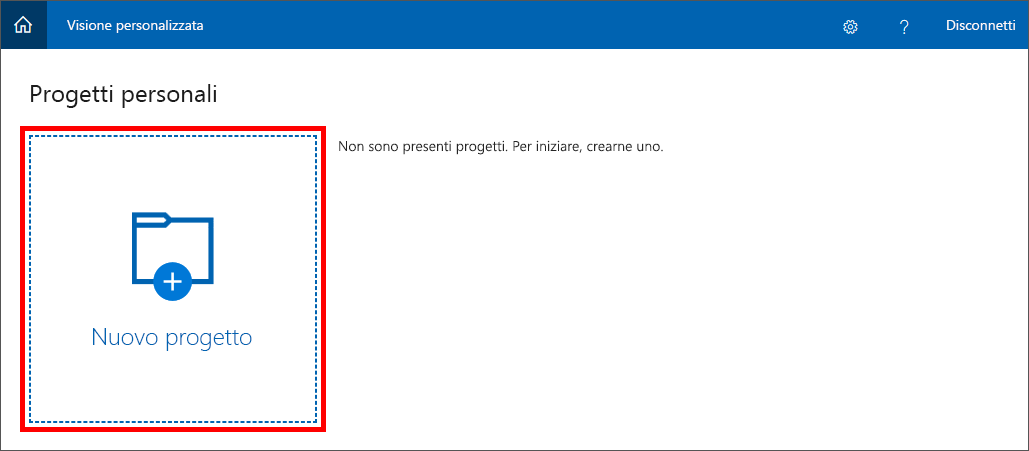 Visione personalizzata
?
Disconnetti
Progetti personali
Non sono presenti progetti. Per iniziare, crearne uno.
Nuovo progetto